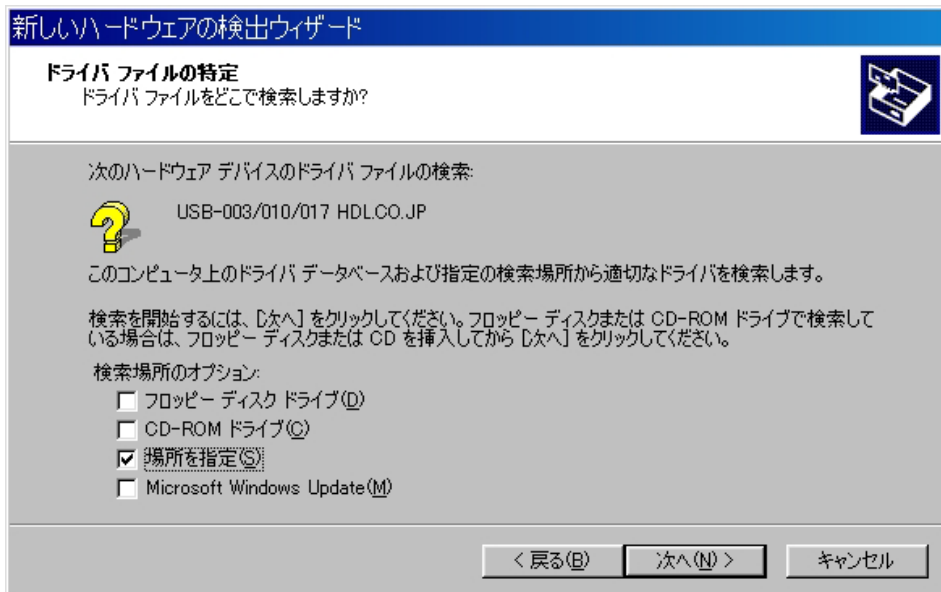 新しいハードウェアの検出ウィザード
ドライバ ファイルの特定
ドライバ ファイルをどこで検索しますか?
次のハードウェア デバイスのドライバ ファイルの検索:
USB-003/010/017 HDL.CO.JP
このコンピュータ上のドライバ データベースおよび指定の検索場所から適切なドライバを検索します。
検索を開始するには、[次へ] をクリックしてください。フロッピー ディスクまたは CD-ROM ドライブで検索して
いる場合は、フロッピー ディスクまたは CD を挿入してから [次へ] をクリックしてください。
検索場所のオプション:
フロッピー ディスク ドライブ(D)
CD-ROM ドライブ(C)
場所を指定(S)
Microsoft Windows Update(M)
< 戻る(B) 次へ(N) > キャンセル